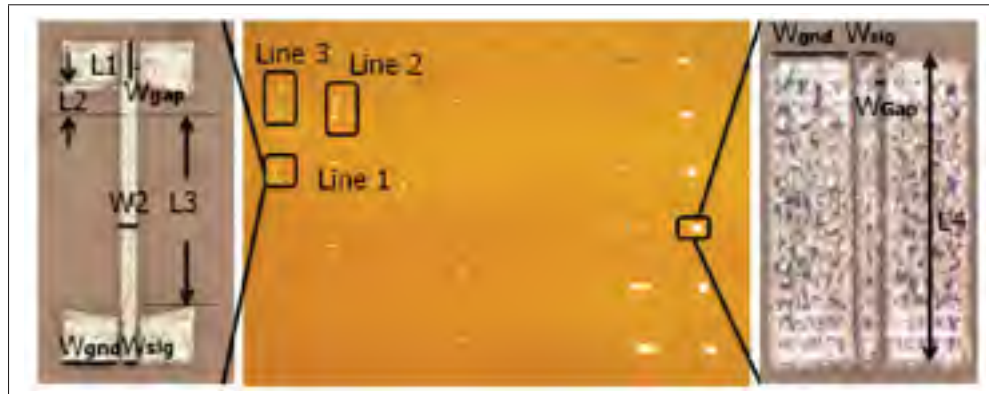 L1
Wgap
L2
W2
L3
Wgnd
Wsig
Line 3
Line 2
Line 1
Wgnd
Wsig
WGap
L4